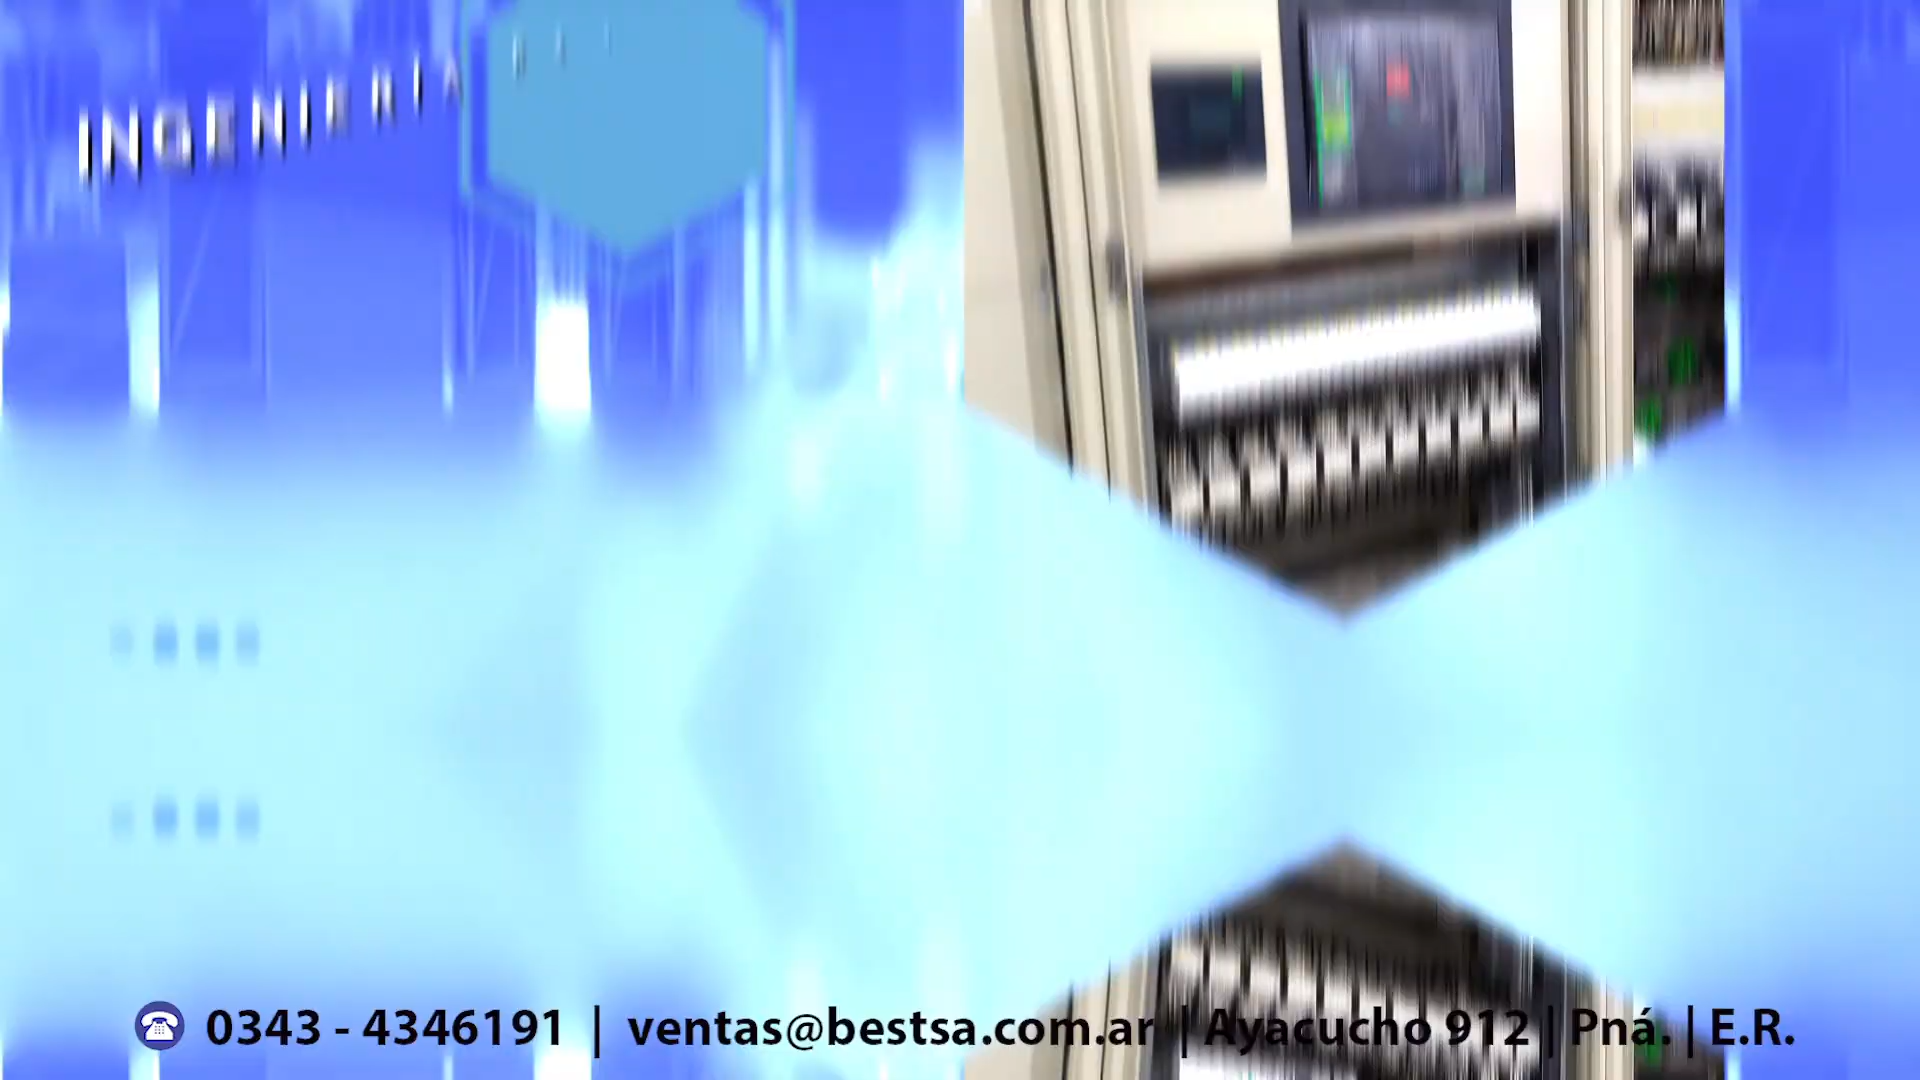 INGENIERIA
0343 - 4346191 | ventas@bestsa.com.ar | Ayacucho 912 | Pná. | E.R.